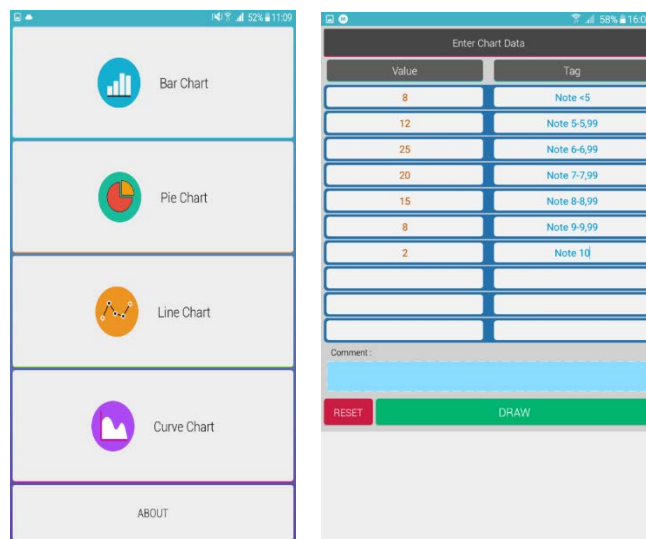 52% 11:09
Bar Chart
Pie Chart
Line Chart
Curve Chart
ABOUT
58% 16:0
Enter Chart Data
Value Tag
8 Note <5
12 Note 5-5,99
25 Note 6-6,99
20 Note 7-7,99
15 Note 8-8,99
8 Note 9-9,99
2 Note 10
Comment :
RESET DRAW